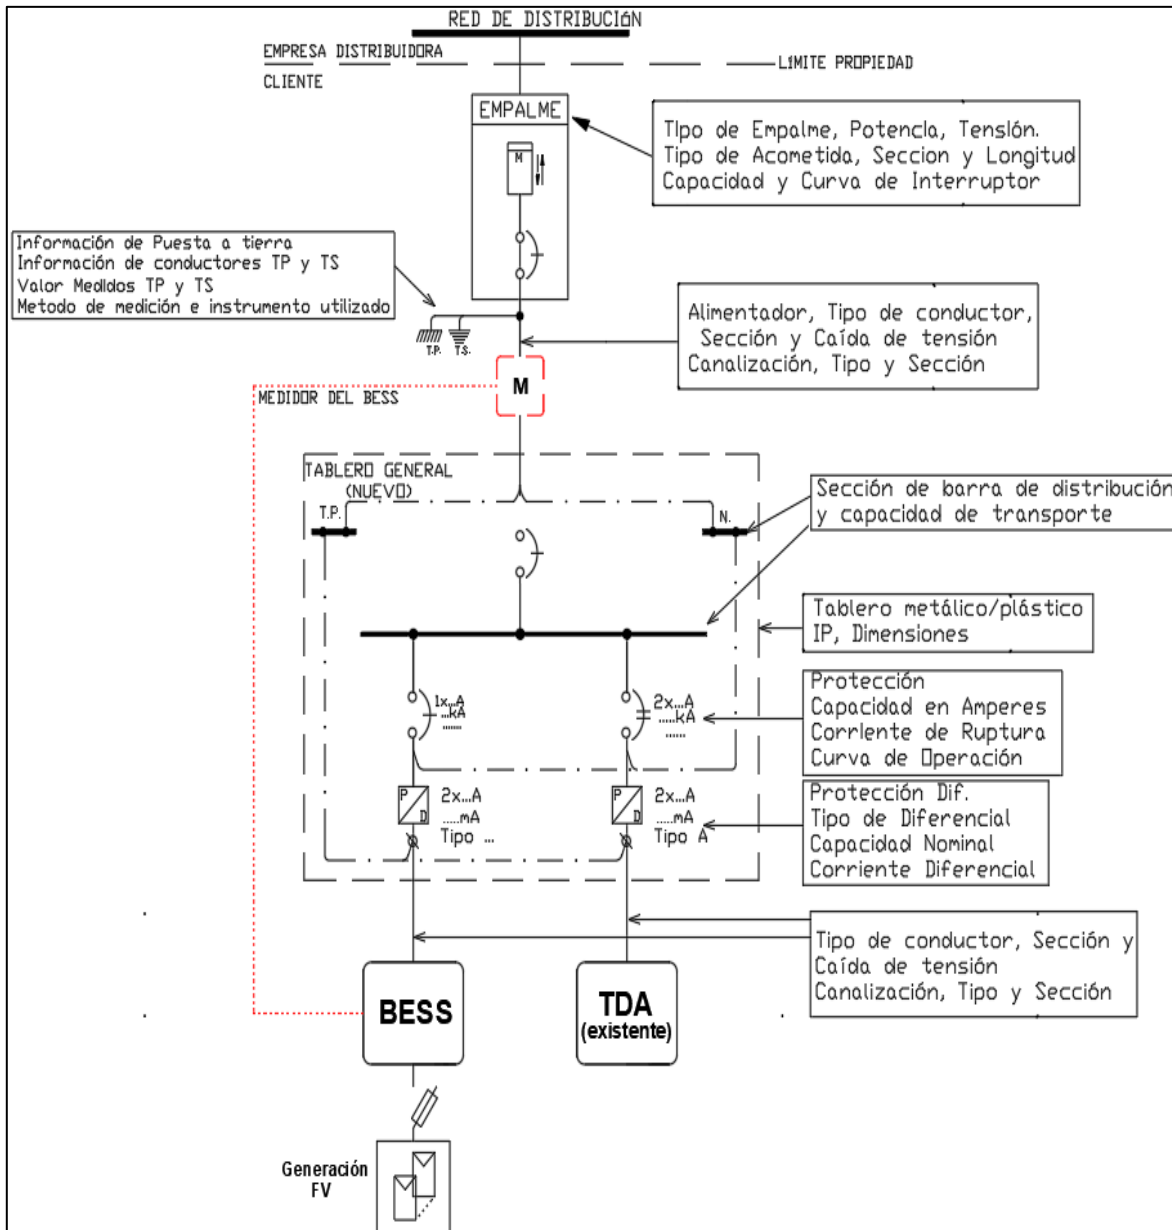 RED DE DISTRIBUCIóN
EMPRESA DISTRIBUIDORA
LíMITE PROPIEDAD
CLIENTE
EMPALME
M
Tipo de Empalme, Potencia, Tensión.
Tipo de Acometida, Seccion y Longitud
Capacidad y Curva de Interruptor
Información de Puesta a tierra
Información de conductores TP y TS
Valor Medidos TP y TS
Metodo de medición e instrumento utilizado
T.P.
T.S.
Alimentador, Tipo de conductor,
Sección y Caída de tensión
Canalización, Tipo y Sección
M
MEDIDOR DEL BESS
TABLERO GENERAL
(NUEVO)
T.P.
N.
Sección de barra de distribución
y capacidad de transporte
Tablero metálico/plástico
IP, Dimensiones
1x...A
...kA
.......
2x...A
.....kA
......
Protección
Capacidad en Amperes
Corriente de Ruptura
Curva de Operación
P
D
2x...A
.....mA
Tipo ...
P
D
2x...A
.....mA
Tipo A
Protección Dif.
Tipo de Diferencial
Capacidad Nominal
Corriente Diferencial
Tipo de conductor, Sección y
Caída de tensión
Canalización, Tipo y Sección
BESS
TDA
(existente)
Generación
FV